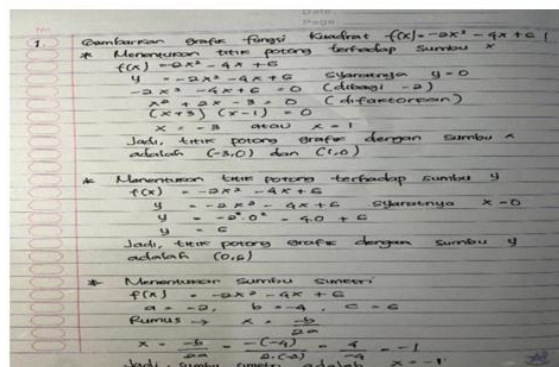 No.
Date :
Page :
1. Gambarkan grafik fungsi kuadrat f(x) = -2x² - 4x + 6 !
* Menentukan titik potong terhadap sumbu x
f(x) = -2x² - 4x + 6
y = -2x² - 4x + 6 syaratnya y = 0
-2x² - 4x + 6 = 0 (dibagi -2)
x² + 2x - 3 = 0 (difaktorkan)
(x+3) (x-1) = 0
x = -3 atau x = 1
Jadi, titik potong grafik dengan sumbu x
adalah (-3,0) dan (1,0)
* Menentukan titik potong terhadap sumbu y
f(x) = -2x² - 4x + 6
y = -2x² - 4x + 6 syaratnya x = 0
y = -2².0² - 4.0 + 6
y = 6
Jadi, titik potong grafik dengan sumbu y
adalah (0,6)
* Menentukan sumbu simetri
f(x) = -2x² - 4x + 6
a = -2, b = -4, c = 6
Rumus → x = -b/2a
x = -b/2a = -(-4)/2.(-2) = 4/-4 = -1
Jadi, sumbu simetri adalah x = -1